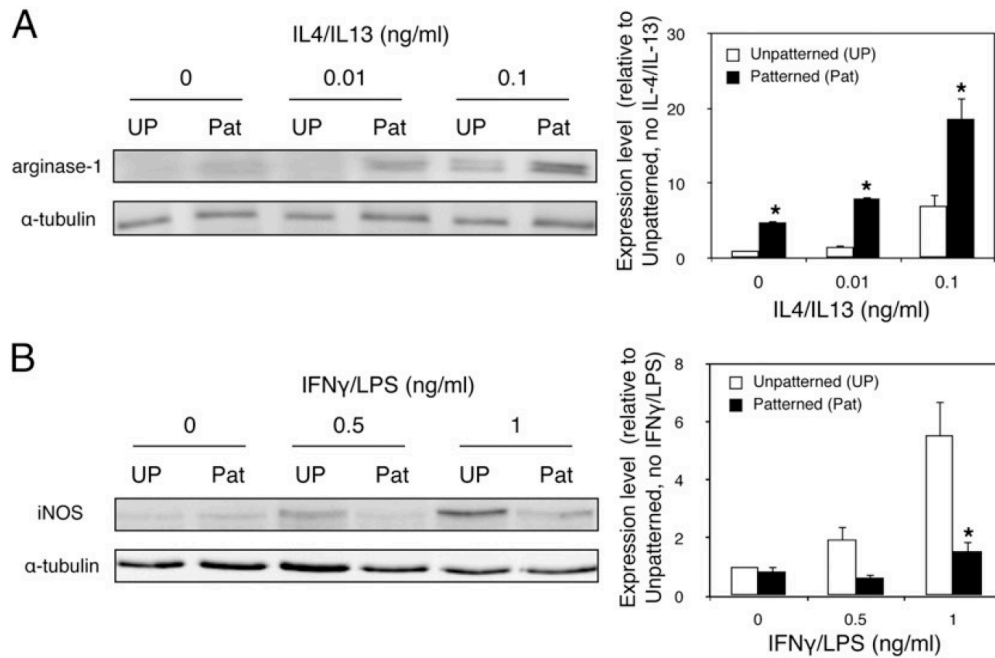 A
IL4/IL13 (ng/ml)
0 0.01 0.1
UP Pat UP Pat UP Pat
arginase-1
α-tubulin
Expression level (relative to
Unpatterned, no IL-4/IL-13)
30
20
10
0
Unpatterned (UP)
Patterned (Pat)
* * *
0 0.01 0.1
IL4/IL13 (ng/ml)
B
IFNγ/LPS (ng/ml)
0 0.5 1
UP Pat UP Pat UP Pat
iNOS
α-tubulin
Expression level (relative to
Unpatterned, no IFNγ/LPS)
8
6
4
2
0
Unpatterned (UP)
Patterned (Pat)
*
0 0.5 1
IFNγ/LPS (ng/ml)